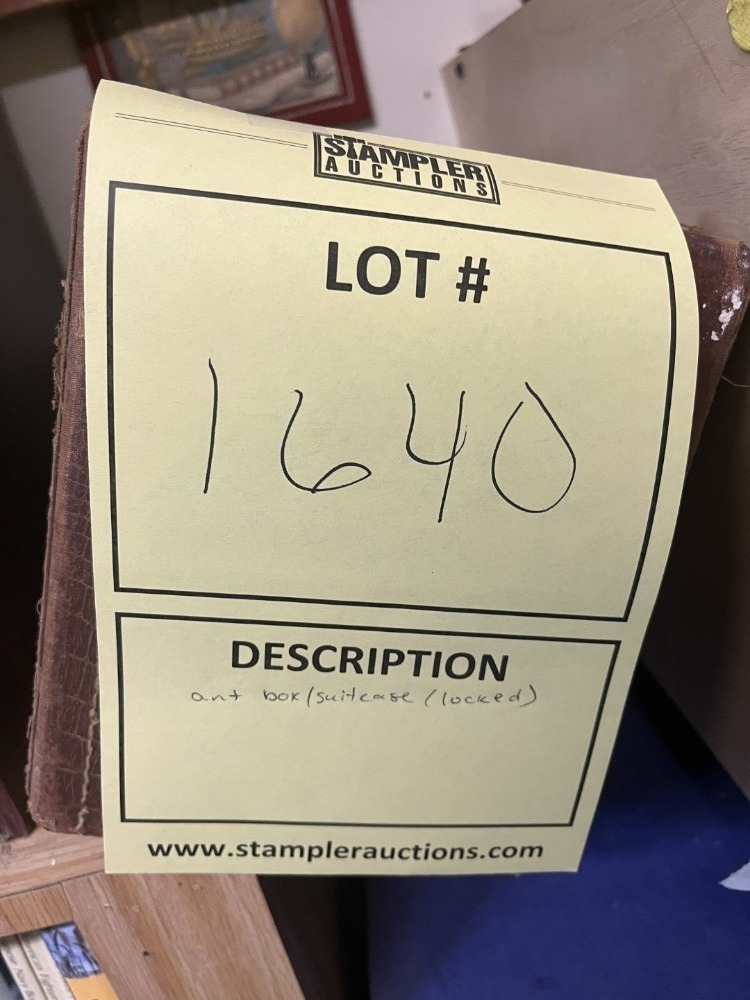 STAMPLER
AUCTIONS
LOT #
1640
DESCRIPTION
ant box/suitcase (locked)
www.stamplerauctions.com